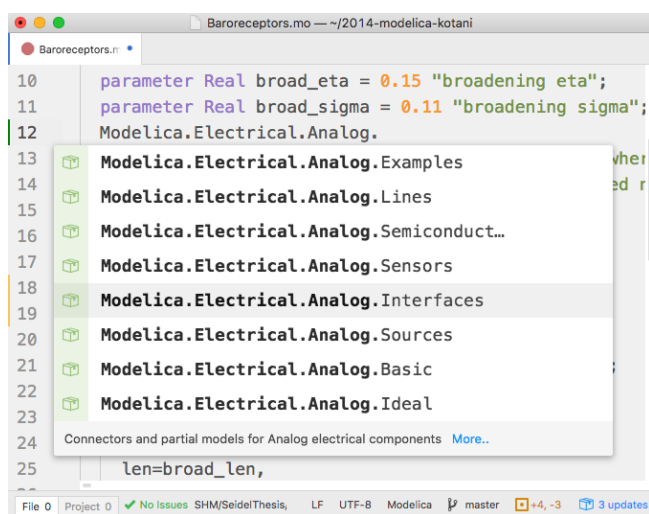 Baroreceptors.mo — ~/2014-modelica-kotani
Baroreceptors.m
10 parameter Real broad_eta = 0.15 "broadening eta";
11 parameter Real broad_sigma = 0.11 "broadening sigma";
12 Modelica.Electrical.Analog.
13
Modelica.Electrical.Analog.Examples
14
Modelica.Electrical.Analog.Lines
15
16
Modelica.Electrical.Analog.Semiconduct…
17
Modelica.Electrical.Analog.Sensors
18
Modelica.Electrical.Analog.Interfaces
19
20
Modelica.Electrical.Analog.Sources
21
Modelica.Electrical.Analog.Basic
22
23
Modelica.Electrical.Analog.Ideal
24
Connectors and partial models for Analog electrical components More..
25 len=broad_len,
File 0 Project 0 No Issues SHM/SeidelThesis, LF UTF-8 Modelica master +4, -3 3 updates